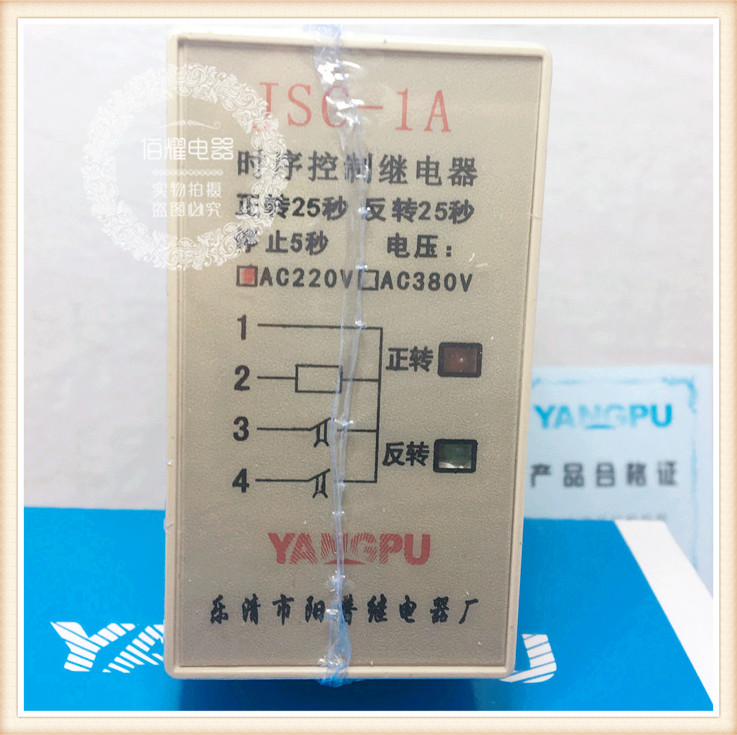 JSC-1A
时序控制继电器
正转25秒 反转25秒
停止5秒 电压：
AC220V AC380V
1
2
3
4
正转
反转
YANGPU
乐清市阳普继电器厂
佰耀电器
实物拍摄
盗图必究
YANGPU
产品合格证